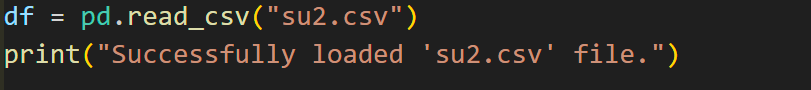 df = pd.read_csv("su2.csv")
print("Successfully loaded 'su2.csv' file.")